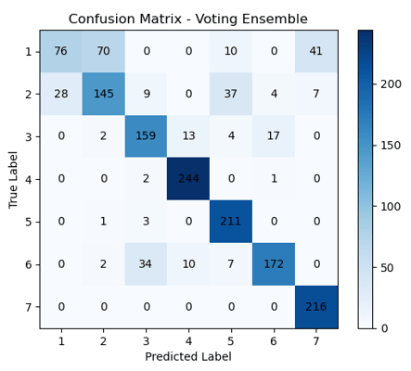 Confusion Matrix - Voting Ensemble
1 76 70 0 0 10 0 41
2 28 145 9 0 37 4 7
3 0 2 159 13 4 17 0
4 0 0 2 244 0 1 0
5 0 1 3 0 211 0 0
6 0 2 34 10 7 172 0
7 0 0 0 0 0 0 216
1 2 3 4 5 6 7
True Label
Predicted Label
200
150
100
50
0